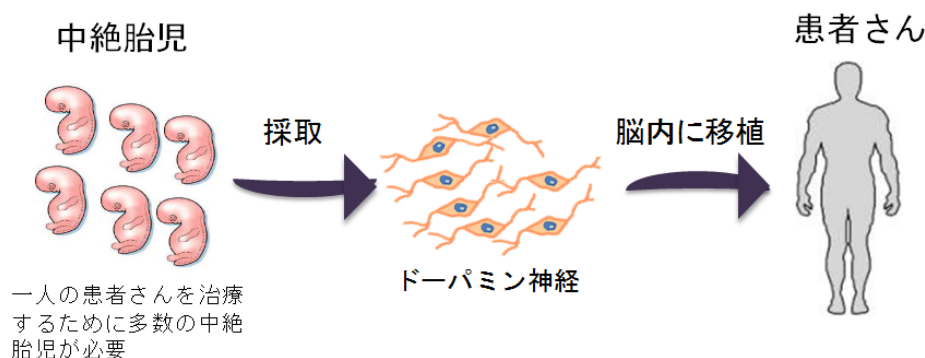 中絶胎児
採取
ドーパミン神経
脳内に移植
患者さん
一人の患者さんを治療
するために多数の中絶
胎児が必要